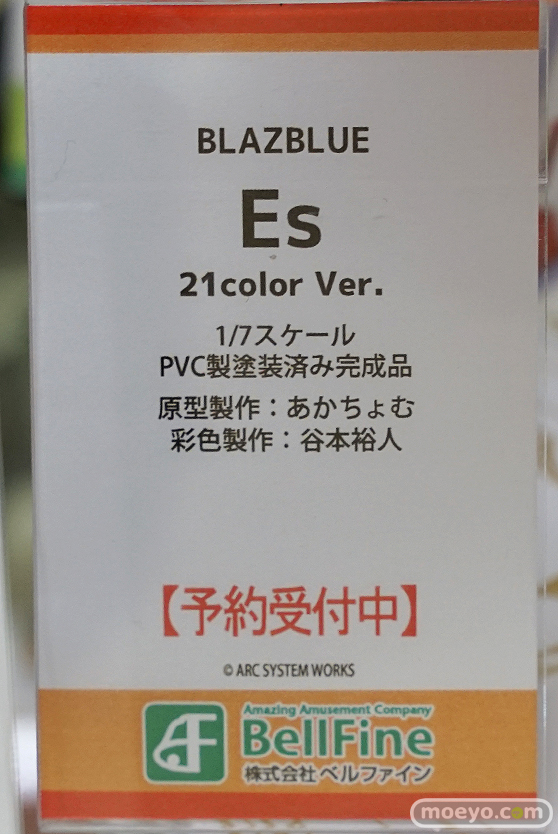 BLAZBLUE
Es
21color Ver.
1/7スケール
PVC製塗装済み完成品
原型製作：あかちょむ
彩色製作：谷本裕人
【予約受付中】
© ARC SYSTEM WORKS
Amazing Amusement Company
BellFine
株式会社ベルファイン
moeyo.com